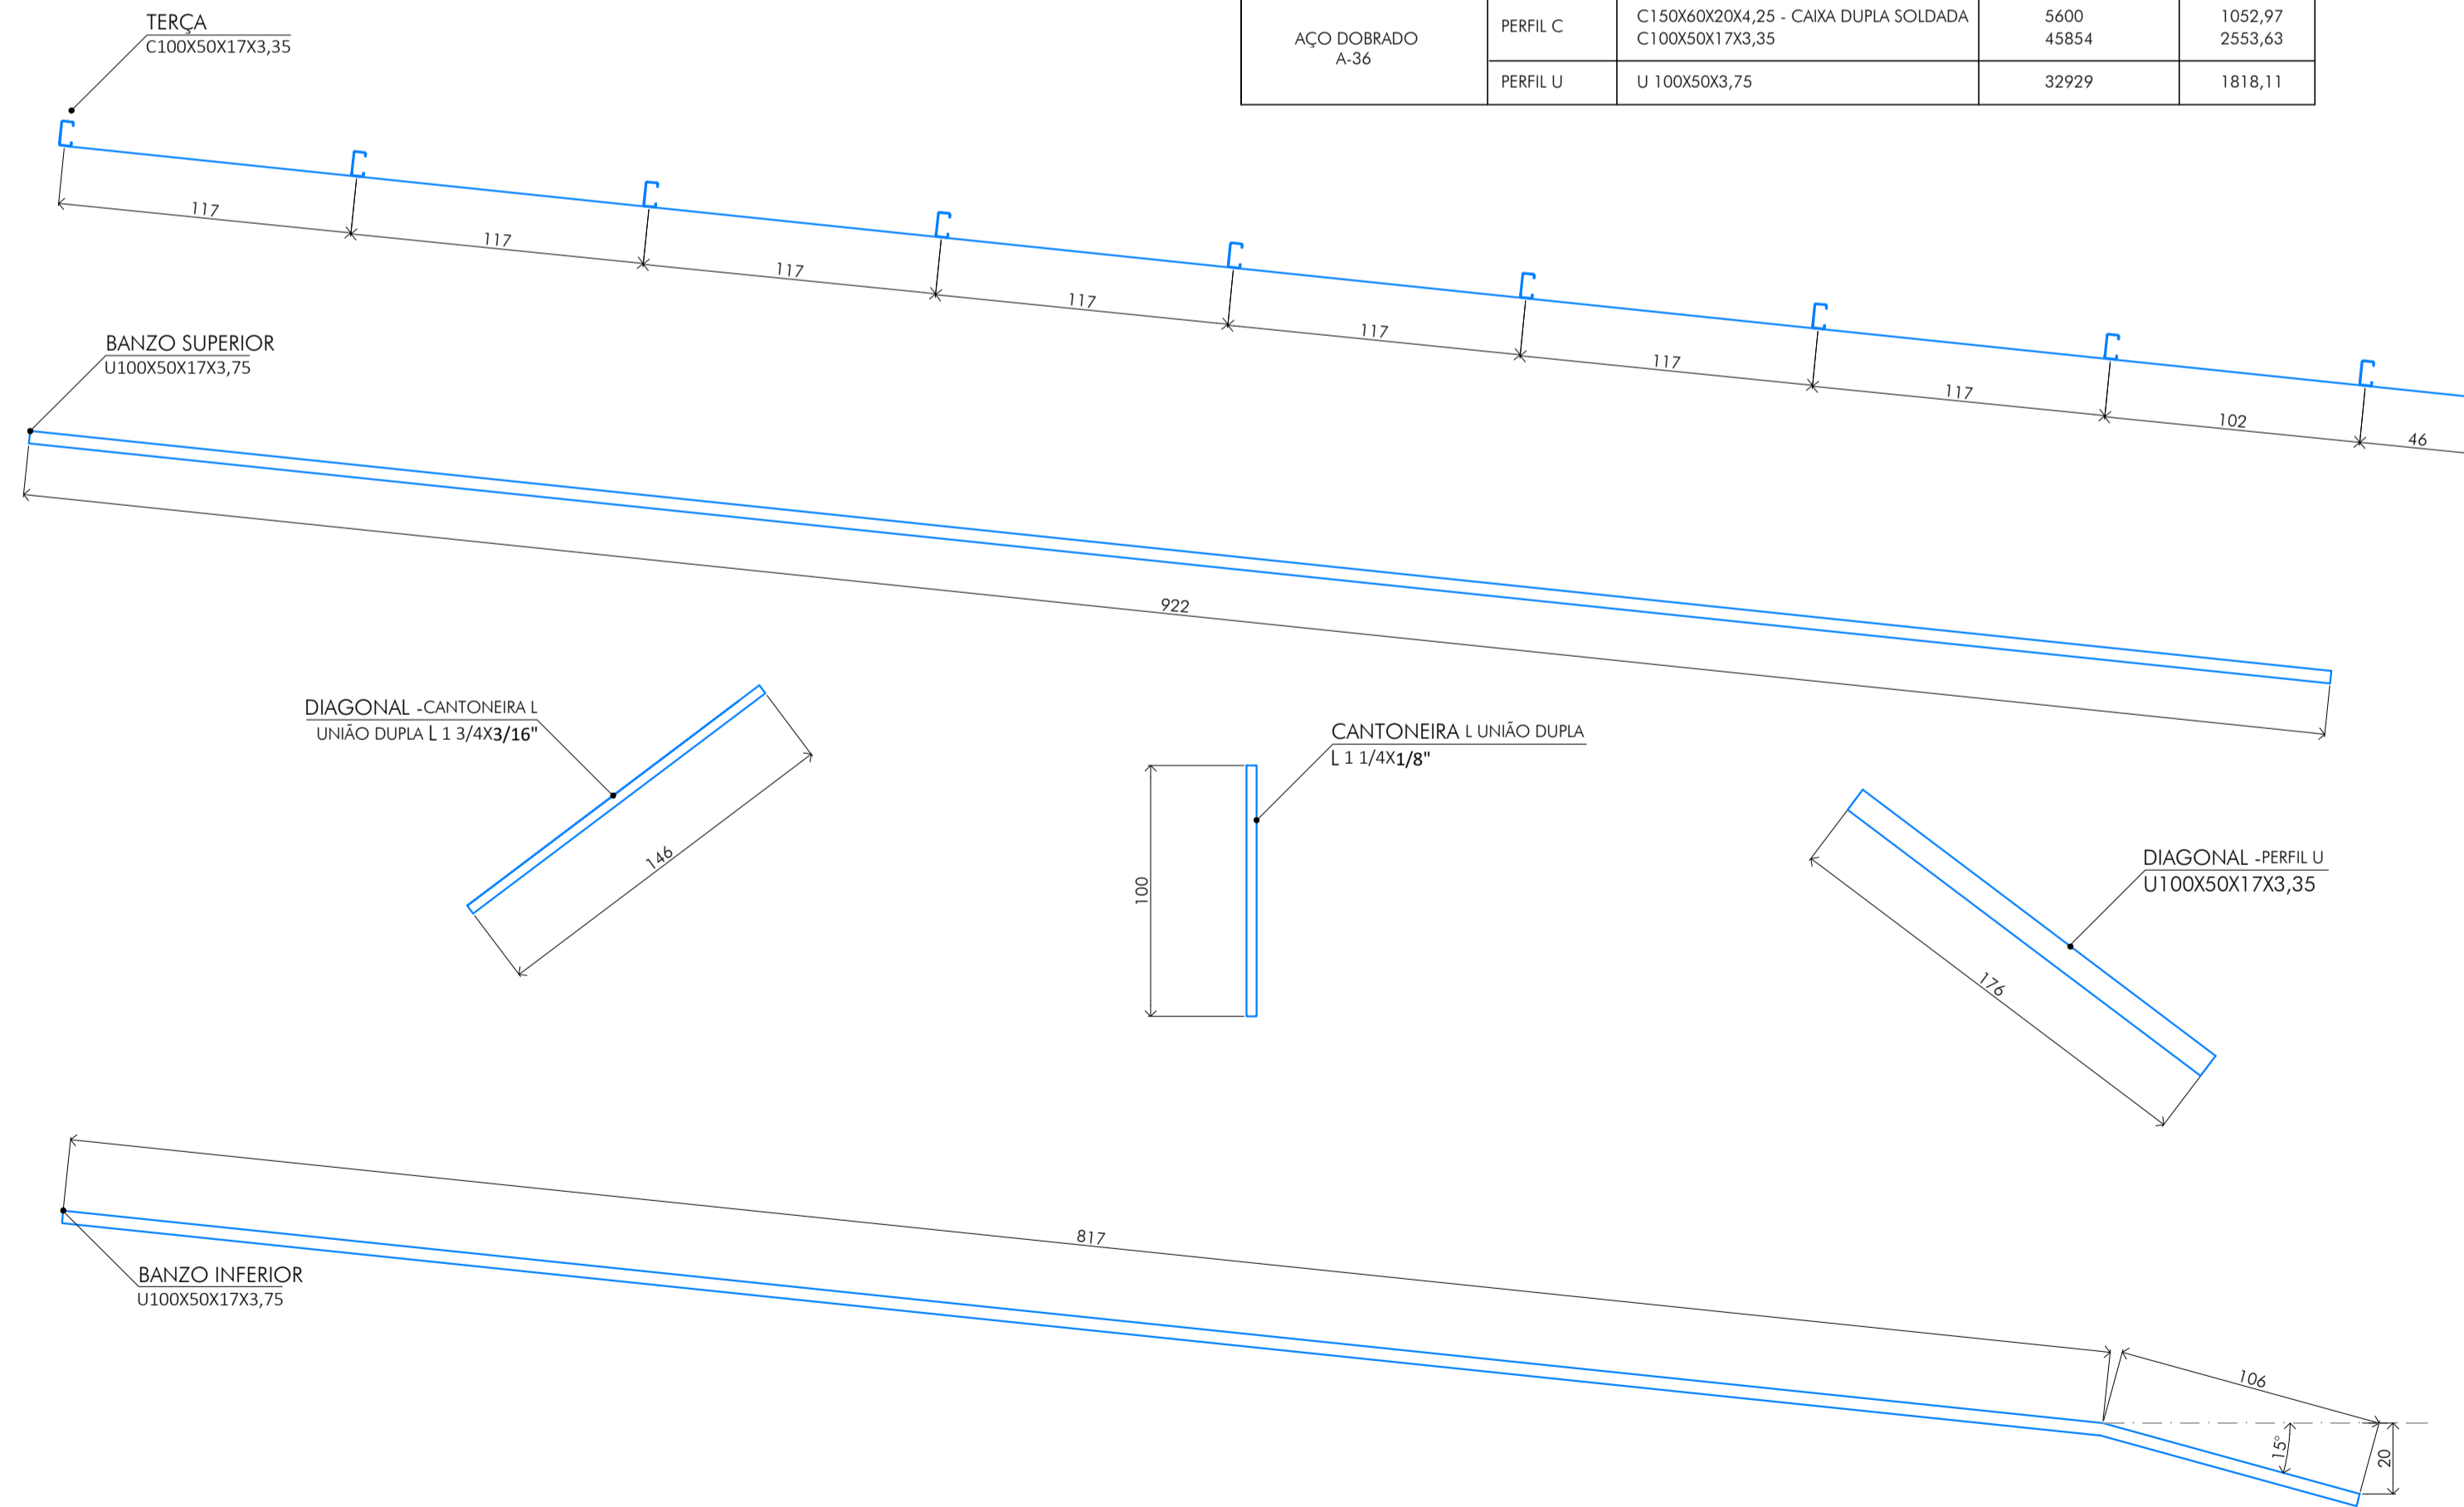 TERÇA
C100X50X17X3,35
AÇO DOBRADO
A-36
PERFIL C
C150X60X20X4,25 - CAIXA DUPLA SOLDADA
5600
1052,97
C100X50X17X3,35
45854
2553,63
PERFIL U
U 100X50X3,75
32929
1818,11
117
117
117
117
117
117
117
102
46
BANZO SUPERIOR
U100X50X17X3,75
922
DIAGONAL -CANTONEIRA L
UNIÃO DUPLA L 1 3/4X3/16"
146
CANTONEIRA L UNIÃO DUPLA
L 1 1/4X1/8"
100
DIAGONAL -PERFIL U
U100X50X17X3,35
176
817
BANZO INFERIOR
U100X50X17X3,75
106
15°
20